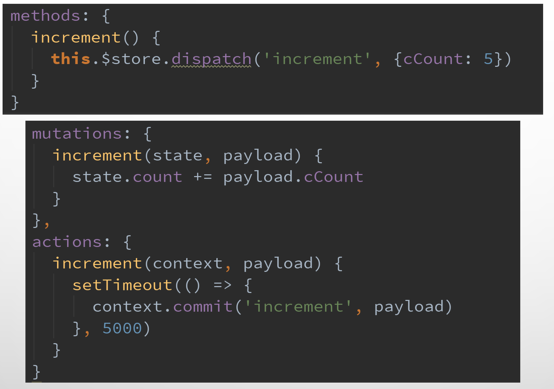 methods: {
  increment() {
    this.$store.dispatch('increment', {cCount: 5})
  }
}
mutations: {
  increment(state, payload) {
    state.count += payload.cCount
  }
},
actions: {
  increment(context, payload) {
    setTimeout(() => {
      context.commit('increment', payload)
    }, 5000)
  }
}